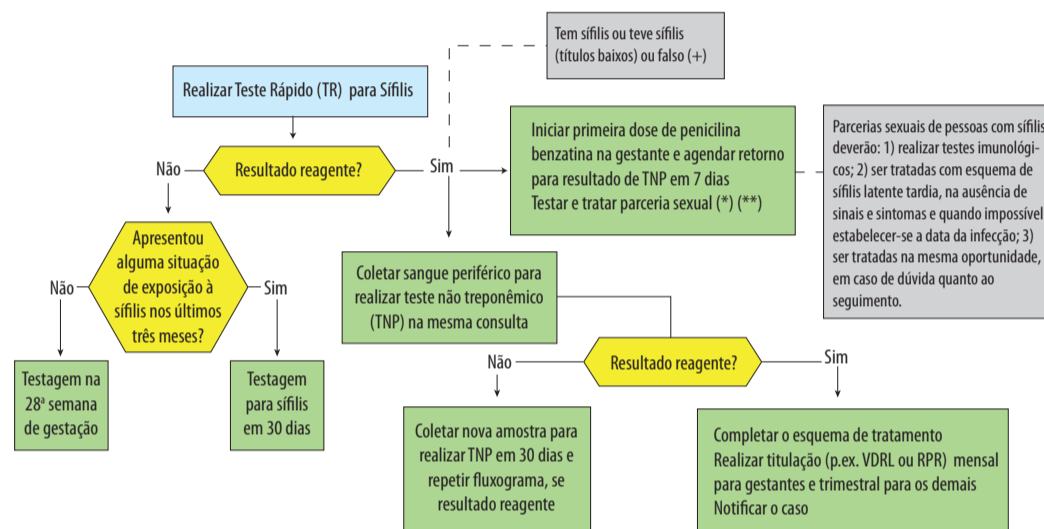 Tem sífilis ou teve sífilis
(títulos baixos) ou falso (+)
Realizar Teste Rápido (TR) para Sífilis
Resultado reagente?
Não
Sim
Iniciar primeira dose de penicilina
benzatina na gestante e agendar retorno
para resultado de TNP em 7 dias
Testar e tratar parceria sexual (*) (**)
Parcerias sexuais de pessoas com sífilis
deverão: 1) realizar testes imunológi-
cos; 2) ser tratadas com esquema de
sífilis latente tardia, na ausência de
sinais e sintomas e quando impossível
estabelecer-se a data da infecção; 3)
ser tratadas na mesma oportunidade,
em caso de dúvida quanto ao
seguimento.
Apresentou
alguma situação
de exposição à
sífilis nos últimos
três meses?
Não
Sim
Testagem na
28ª semana
de gestação
Testagem
para sífilis
em 30 dias
Coletar sangue periférico para
realizar teste não treponêmico
(TNP) na mesma consulta
Resultado reagente?
Não
Sim
Coletar nova amostra para
realizar TNP em 30 dias e
repetir fluxograma, se
resultado reagente
Completar o esquema de tratamento
Realizar titulação (p.ex. VDRL ou RPR) mensal
para gestantes e trimestral para os demais
Notificar o caso